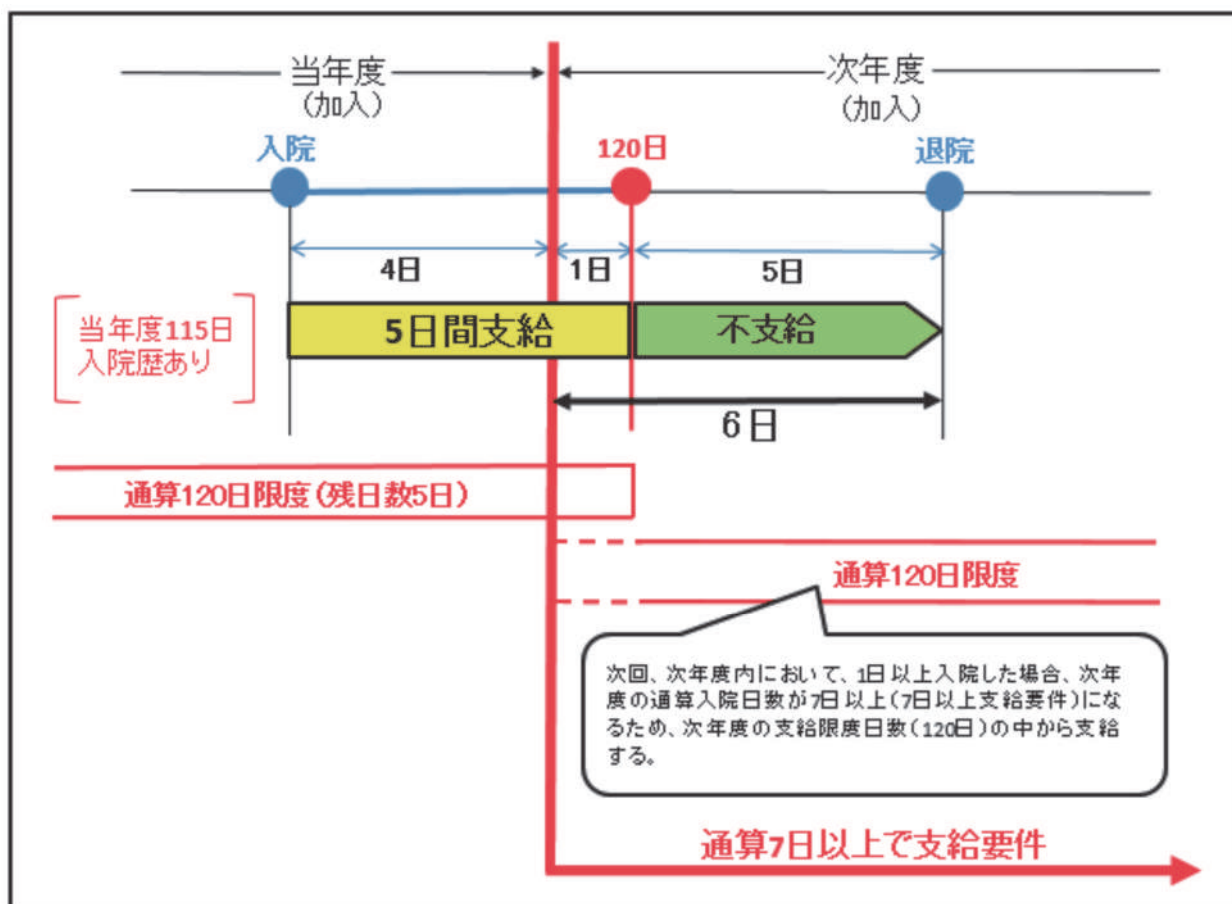 当年度
(加入)
次年度
(加入)
入院
120日
退院
4日
1日
5日
当年度115日
入院歴あり
5日間支給
不支給
6日
通算120日限度(残日数5日)
通算120日限度
次回、次年度内において、1日以上入院した場合、次年
度の通算入院日数が7日以上(7日以上支給要件)にな
るため、次年度の支給限度日数(120日)の中から支給
する。
通算7日以上で支給要件